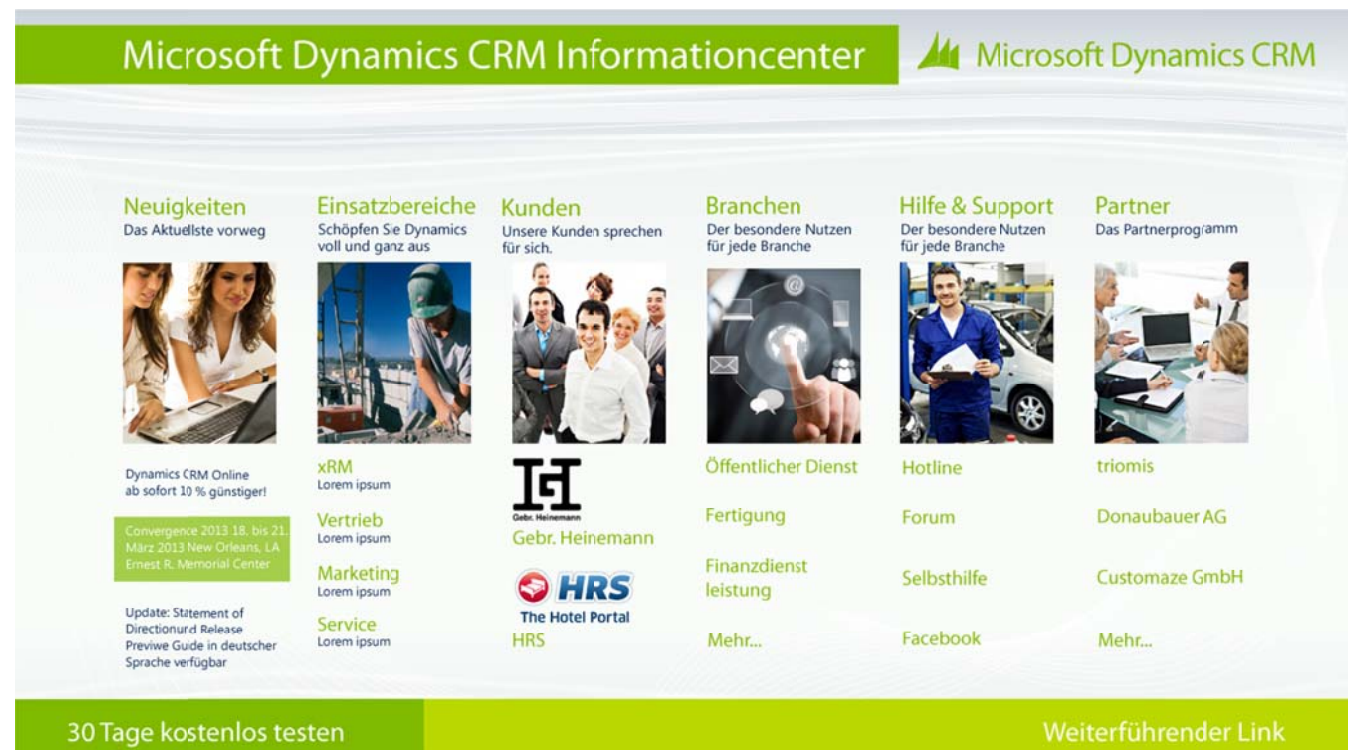 Microsoft Dynamics CRM Informationcenter
Microsoft Dynamics CRM
Neuigkeiten
Das Aktuellste vorweg
Dynamics CRM Online
ab sofort 10 % günstiger!
Convergence 2013 18. bis 21.
März 2013 New Orleans, LA
Ernest R. Memorial Center
Update: Statement of
Directionurd Release
Previwe Gude in deutscher
Sprache verfügbar
Einsatzbereiche
Schöpfen Sie Dynamics
voll und ganz aus
xRM
Lorem ipsum
Vertrieb
Lorem ipsum
Marketing
Lorem ipsum
Service
Lorem ipsum
Kunden
Unsere Kunden sprechen
für sich.
Gebr. Heinemann
Gebr. Heinemann
HRS
The Hotel Portal
HRS
Branchen
Der besondere Nutzen
für jede Branche
@
Öffentlicher Dienst
Fertigung
Finanzdienst
leistung
Mehr...
Hilfe & Support
Der besondere Nutzen
für jede Branche
Hotline
Forum
Selbsthilfe
Facebook
Partner
Das Partnerprogramm
triomis
Donaubauer AG
Customaze GmbH
Mehr...
30 Tage kostenlos testen
Weiterführender Link